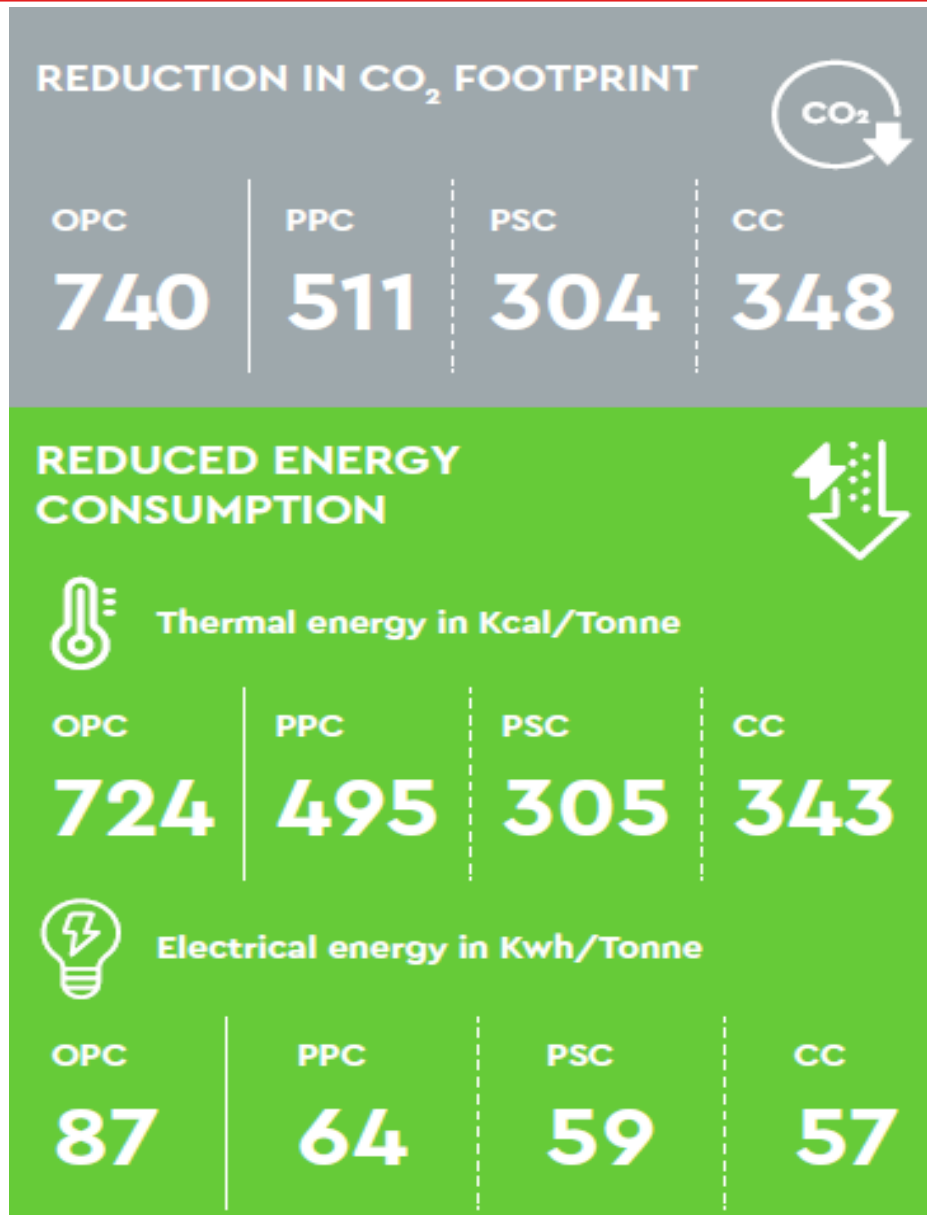 REDUCTION IN CO₂ FOOTPRINT
CO₂
OPC PPC PSC CC
740 511 304 348
REDUCED ENERGY
CONSUMPTION
Thermal energy in Kcal/Tonne
OPC PPC PSC CC
724 495 305 343
Electrical energy in Kwh/Tonne
OPC PPC PSC CC
87 64 59 57